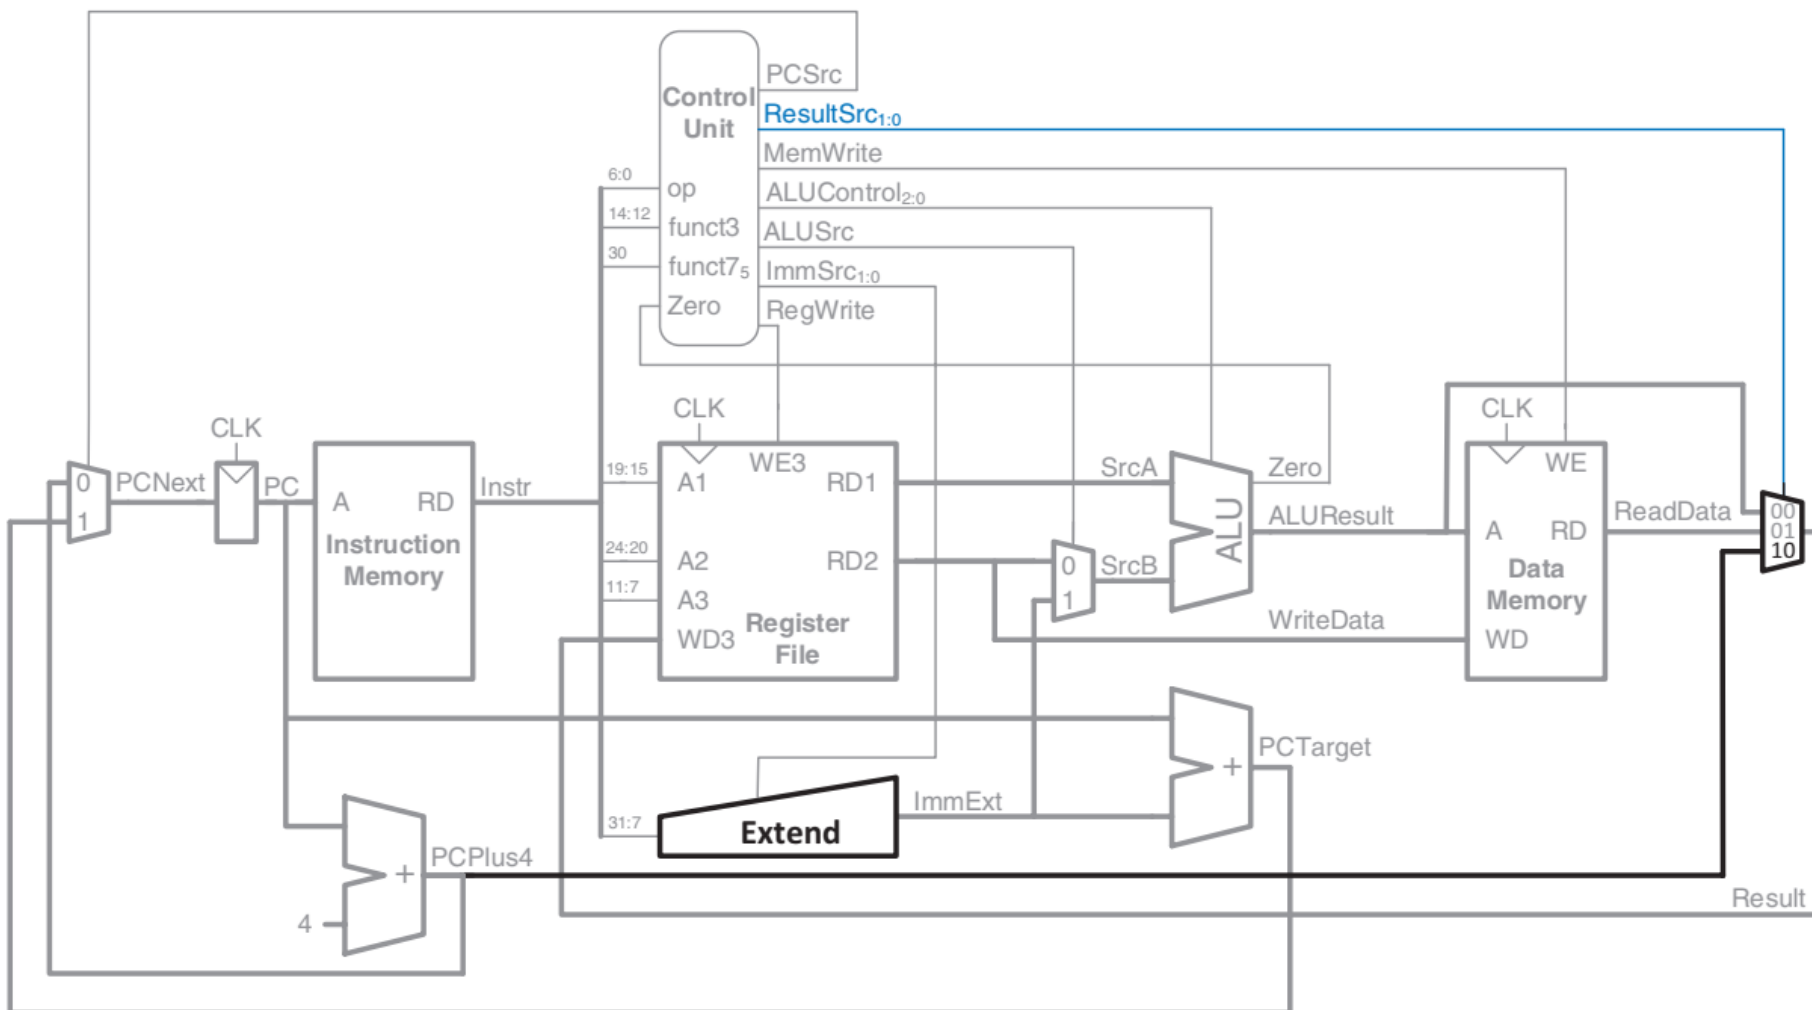 PCSrc
Control
Unit
ResultSrc1:0
MemWrite
6:0
op
ALUControl2:0
14:12
funct3
ALUSrc
30
funct75
ImmSrc1:0
Zero
RegWrite
CLK
CLK
CLK
0
PCNext
1
PC
A
RD
Instruction
Memory
Instr
19:15
A1
WE3
RD1
24:20
A2
RD2
11:7
A3
WD3
Register
File
SrcA
0
SrcB
1
ALU
Zero
ALUResult
WriteData
WE
A
RD
Data
Memory
WD
ReadData
00
01
10
+
PCTarget
31:7
Extend
ImmExt
PCPlus4
+
4
Result